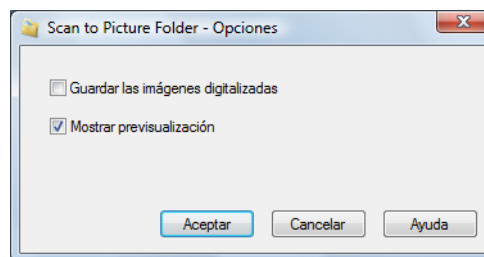 Scan to Picture Folder - Opciones
Guardar las imágenes digitalizadas
Mostrar previsualización
Aceptar Cancelar Ayuda